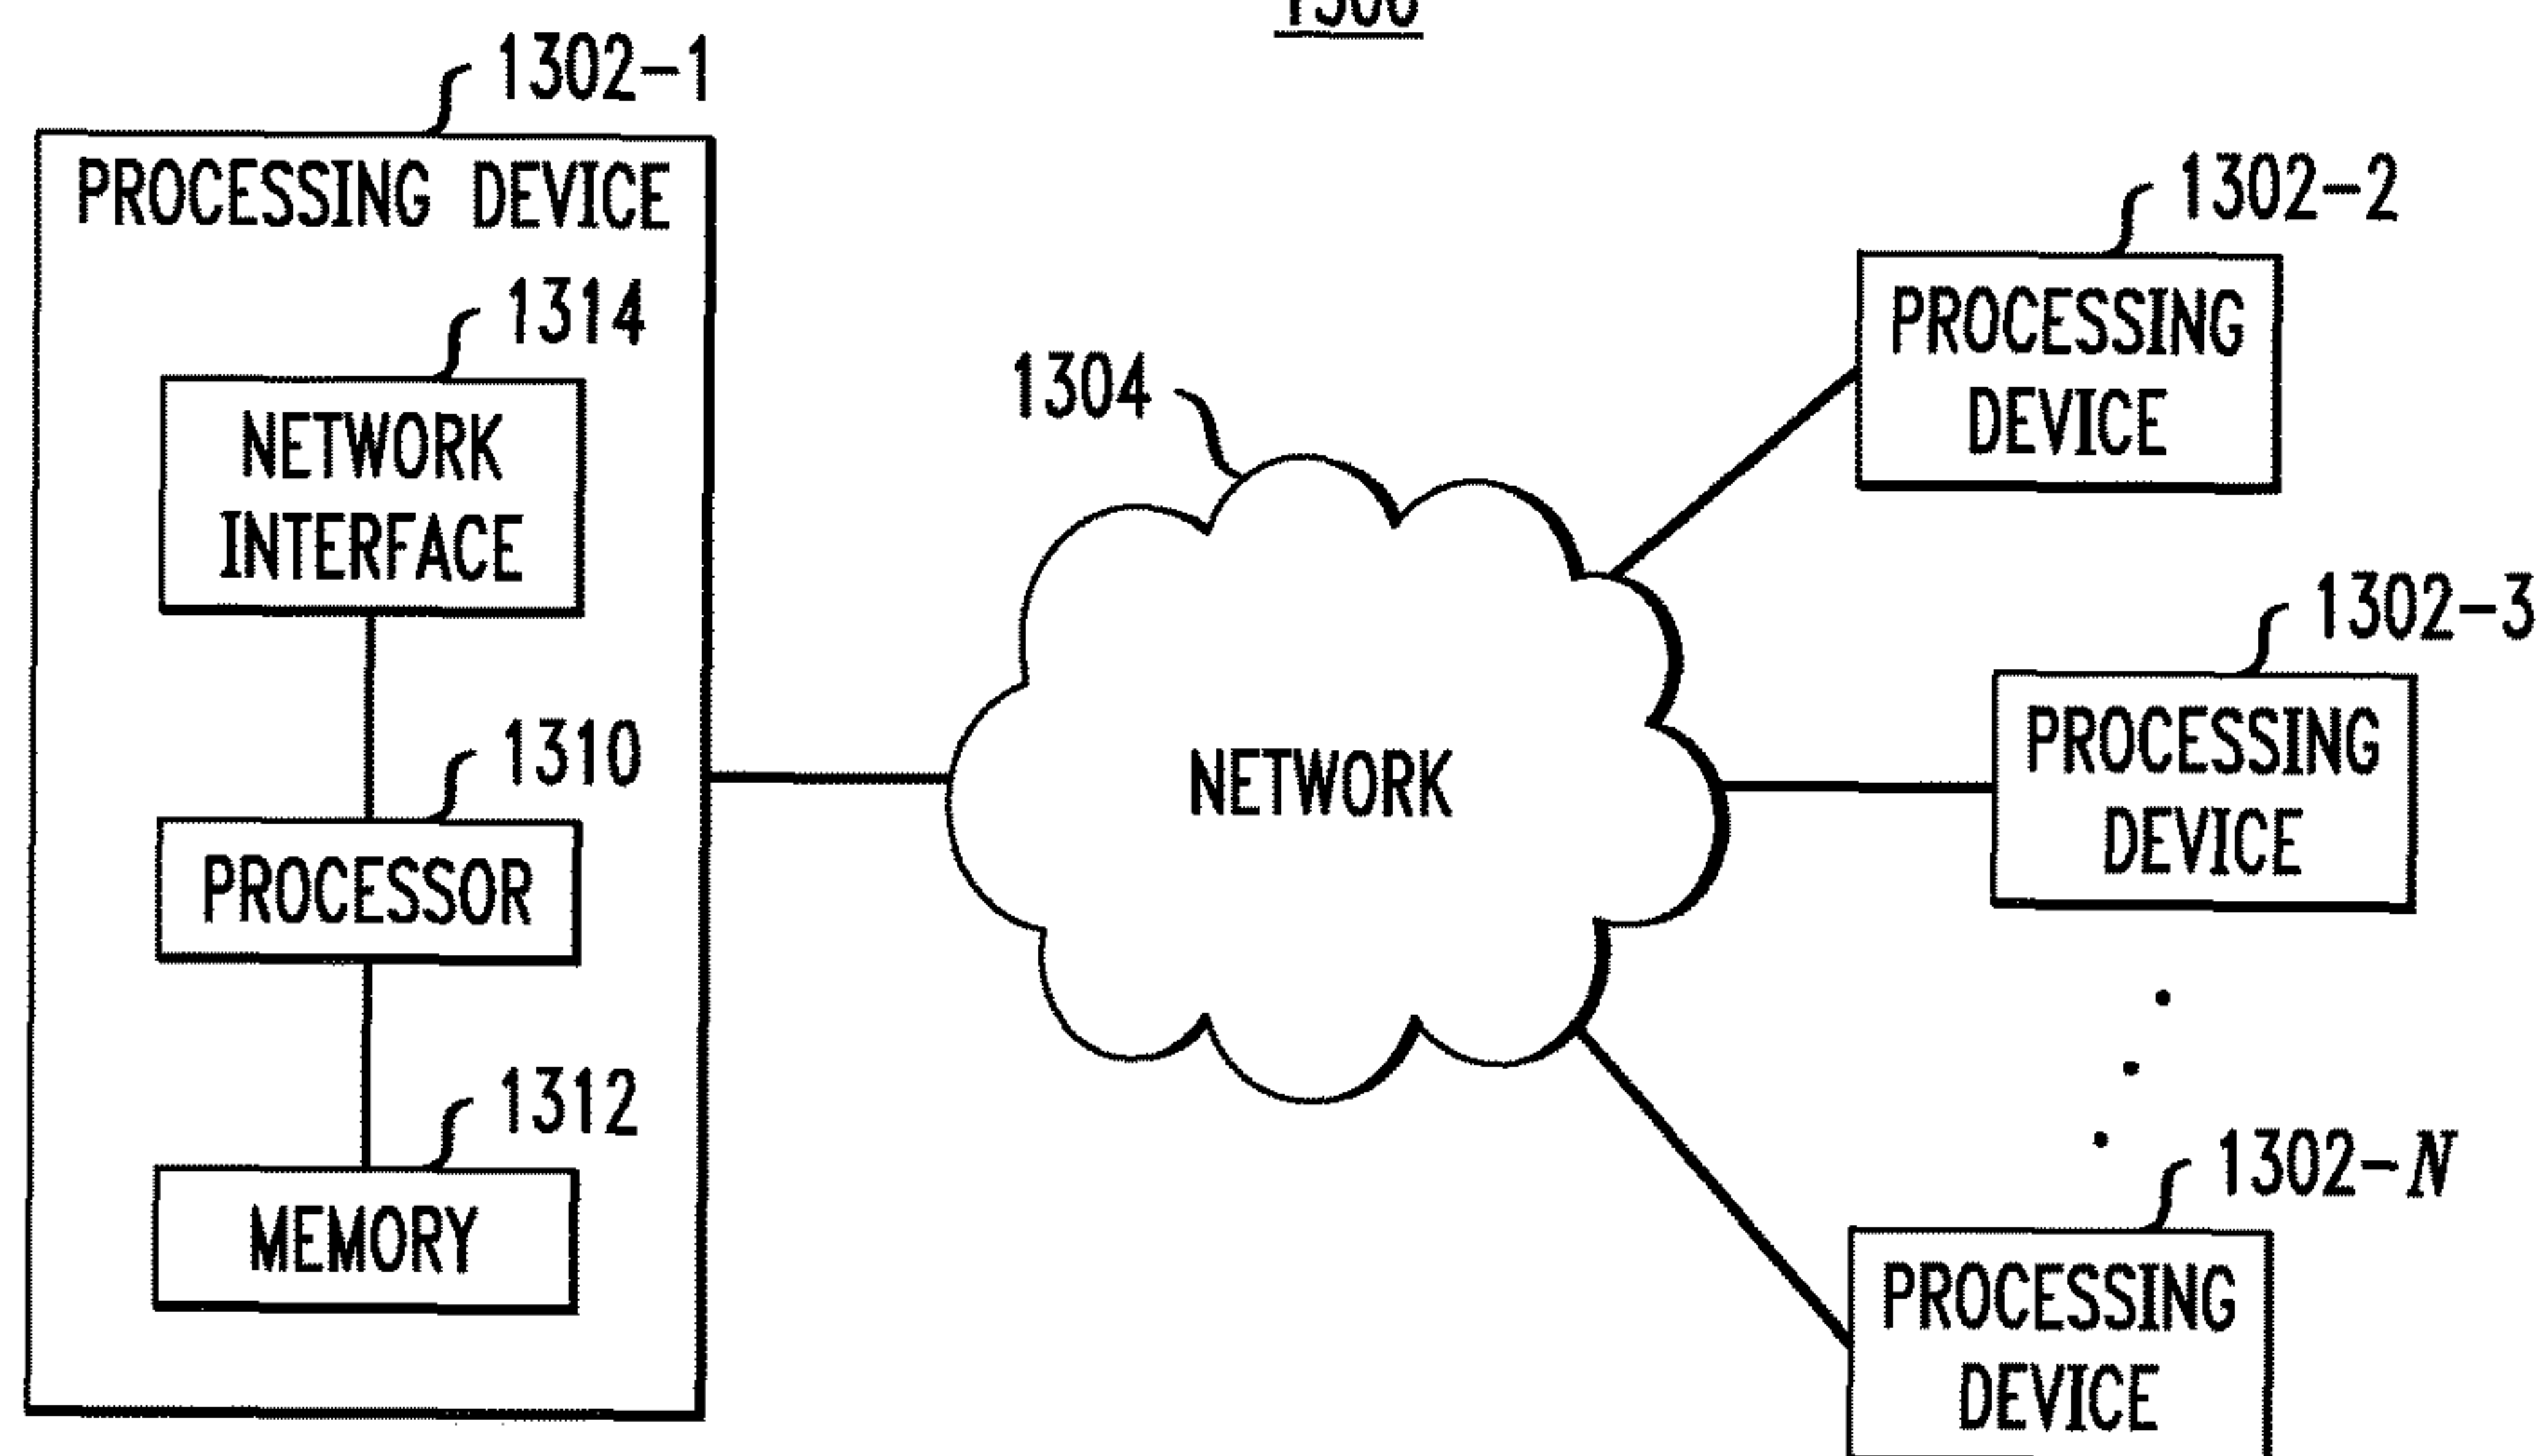 1302-1
PROCESSING DEVICE
1314
NETWORK
INTERFACE
1310
PROCESSOR
1312
MEMORY
1304
NETWORK
1302-2
PROCESSING
DEVICE
1302-3
PROCESSING
DEVICE
1302-N
PROCESSING
DEVICE